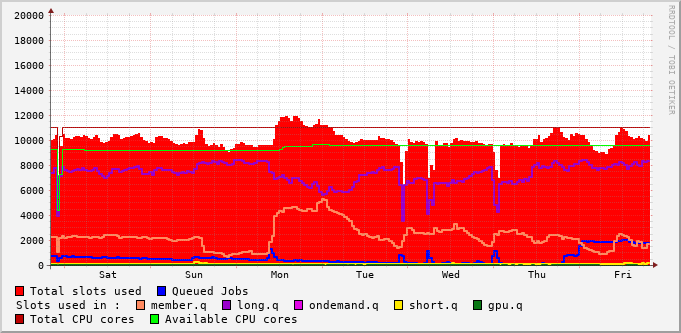 20000
18000
16000
14000
12000
10000
8000
6000
4000
2000
0
Sat Sun Mon Tue Wed Thu Fri
RRDTOOL / TOBI OETIKER
Total slots used Queued Jobs
Slots used in : member.q long.q ondemand.q short.q gpu.q
Total CPU cores Available CPU cores